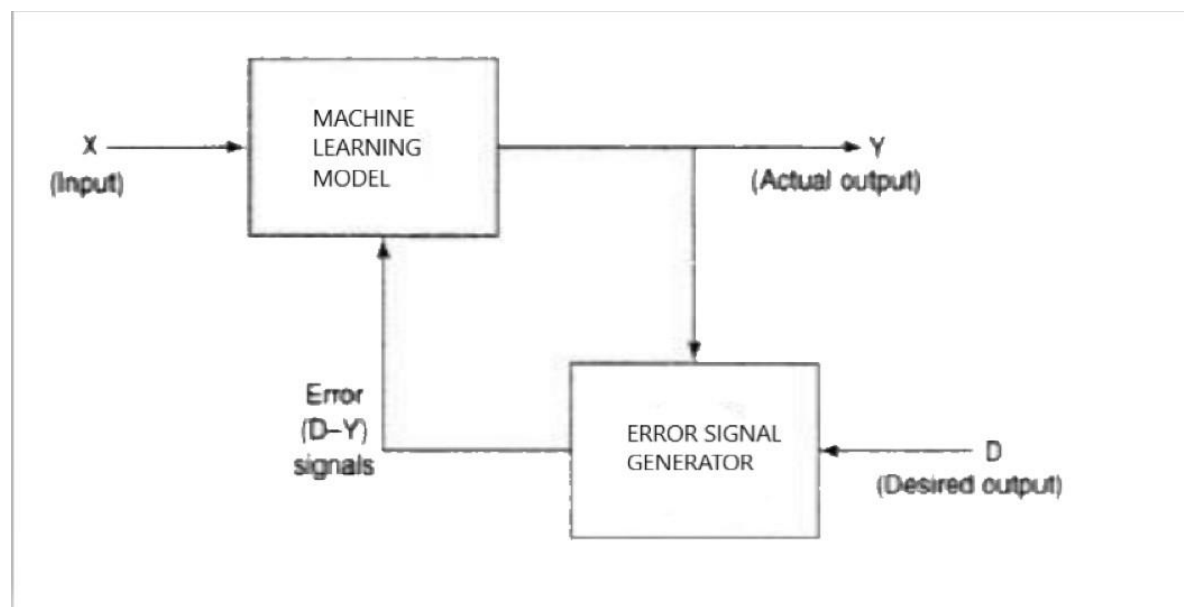 MACHINE
LEARNING
MODEL
X
(Input)
Y
(Actual output)
Error
(D–Y)
signals
ERROR SIGNAL
GENERATOR
D
(Desired output)